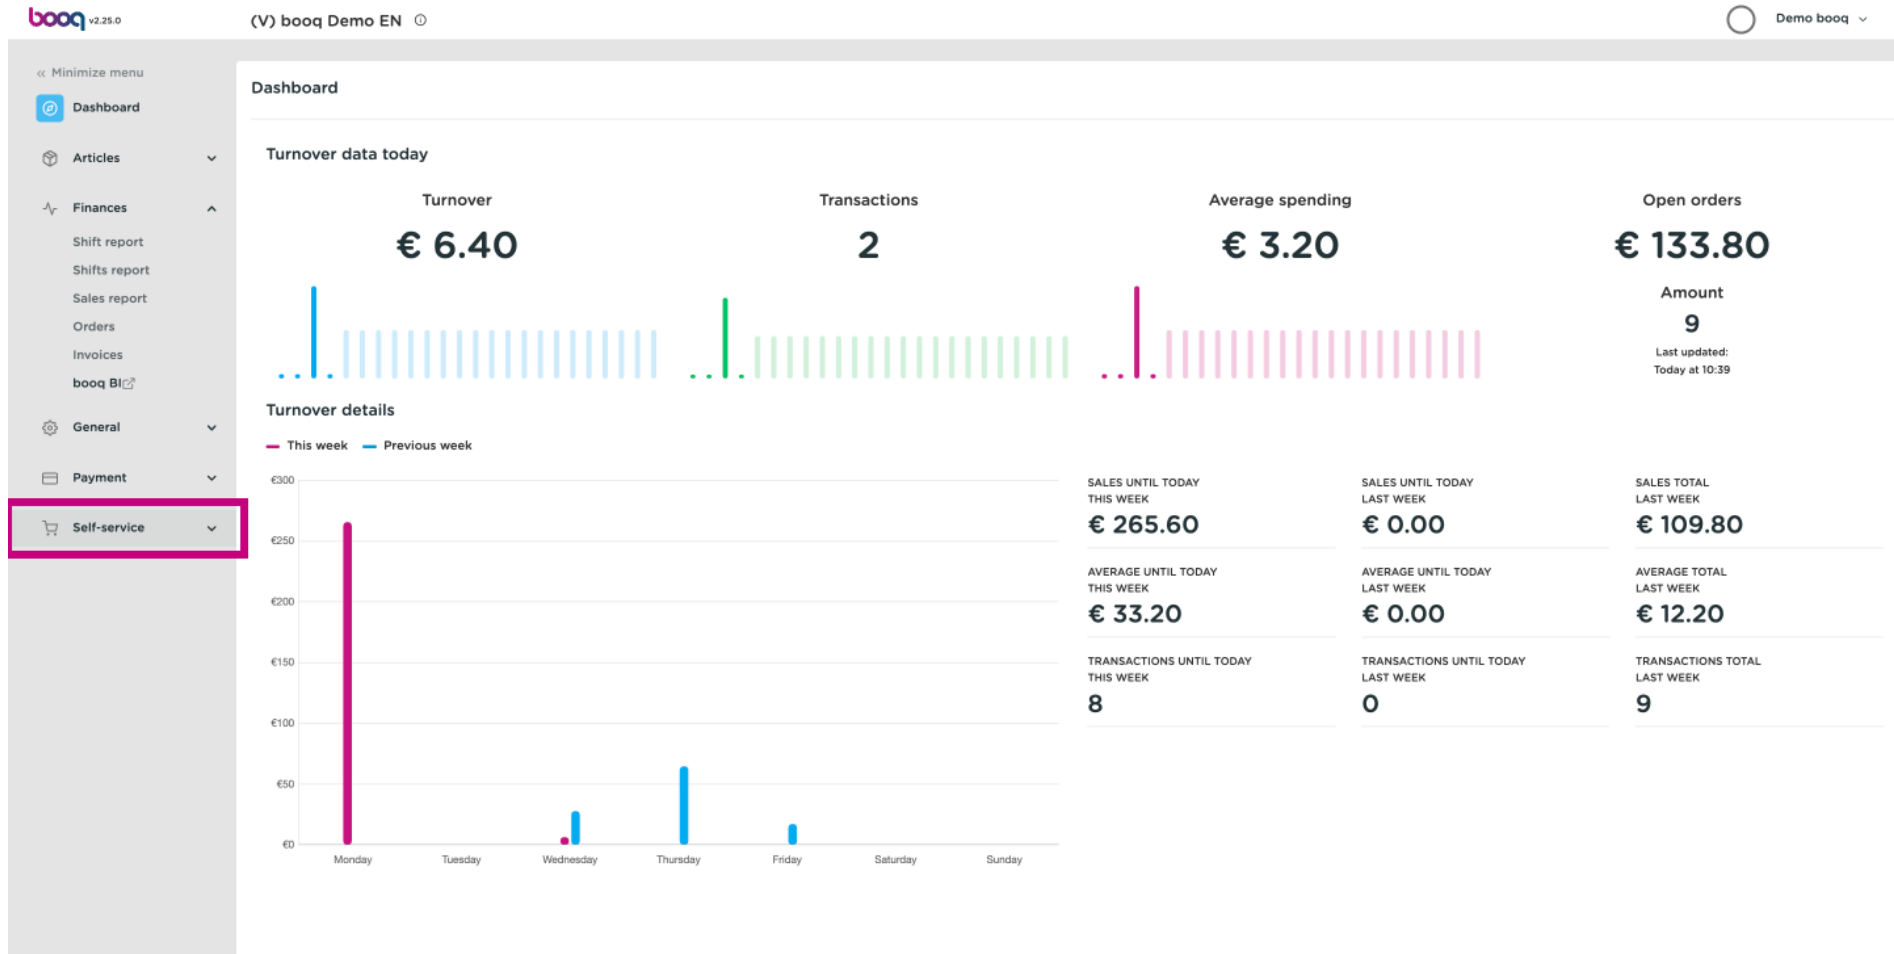 booq v2.25.0
(V) booq Demo EN
Demo booq
Minimize menu
Dashboard
Articles
Finances
Shift report
Shifts report
Sales report
Orders
Invoices
booq BI
General
Payment
Self-service
Dashboard
Turnover data today
Turnover
€ 6.40
Transactions
2
Average spending
€ 3.20
Open orders
€ 133.80
Amount
9
Last updated:
Today at 10:39
Turnover details
This week
Previous week
€300
€250
€200
€150
€100
€50
€0
Monday
Tuesday
Wednesday
Thursday
Friday
Saturday
Sunday
SALES UNTIL TODAY
THIS WEEK
€ 265.60
SALES UNTIL TODAY
LAST WEEK
€ 0.00
SALES TOTAL
LAST WEEK
€ 109.80
AVERAGE UNTIL TODAY
THIS WEEK
€ 33.20
AVERAGE UNTIL TODAY
LAST WEEK
€ 0.00
AVERAGE TOTAL
LAST WEEK
€ 12.20
TRANSACTIONS UNTIL TODAY
THIS WEEK
8
TRANSACTIONS UNTIL TODAY
LAST WEEK
0
TRANSACTIONS TOTAL
LAST WEEK
9